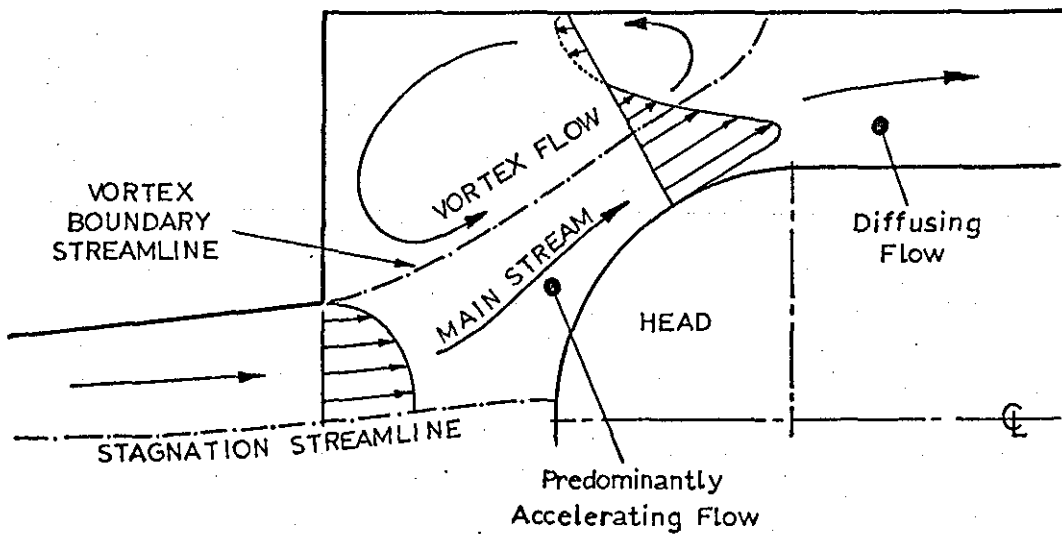 VORTEX FLOW
VORTEX
BOUNDARY
STREAMLINE
MAIN STREAM
HEAD
Diffusing
Flow
STAGNATION STREAMLINE
℄
Predominantly
Accelerating Flow